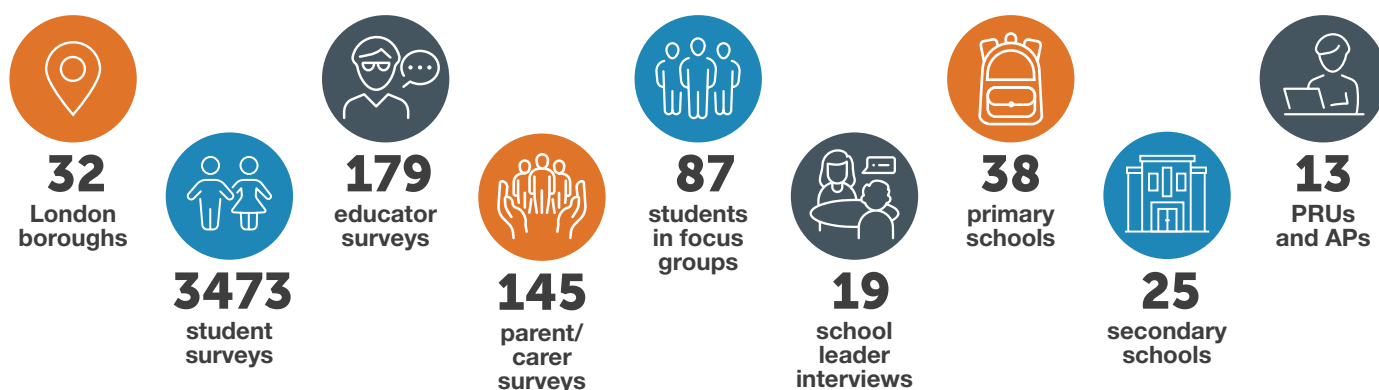 32
London
boroughs
3473
student
surveys
179
educator
surveys
145
parent/
carer
surveys
87
students
in focus
groups
19
school
leader
interviews
38
primary
schools
25
secondary
schools
13
PRUs
and APs